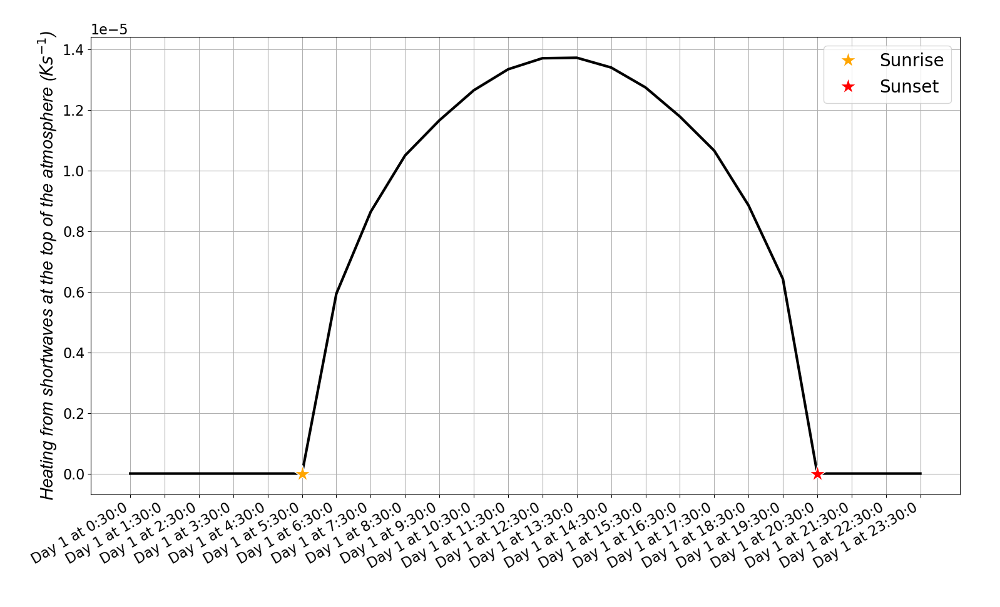 1e−5
Heating from shortwaves at the top of the atmosphere (Ks⁻¹)
1.4
1.2
1.0
0.8
0.6
0.4
0.2
0.0
Sunrise
Sunset
Day 1 at 0:30:0
Day 1 at 1:30:0
Day 1 at 2:30:0
Day 1 at 3:30:0
Day 1 at 4:30:0
Day 1 at 5:30:0
Day 1 at 6:30:0
Day 1 at 7:30:0
Day 1 at 8:30:0
Day 1 at 9:30:0
Day 1 at 10:30:0
Day 1 at 11:30:0
Day 1 at 12:30:0
Day 1 at 13:30:0
Day 1 at 14:30:0
Day 1 at 15:30:0
Day 1 at 16:30:0
Day 1 at 17:30:0
Day 1 at 18:30:0
Day 1 at 19:30:0
Day 1 at 20:30:0
Day 1 at 21:30:0
Day 1 at 22:30:0
Day 1 at 23:30:0